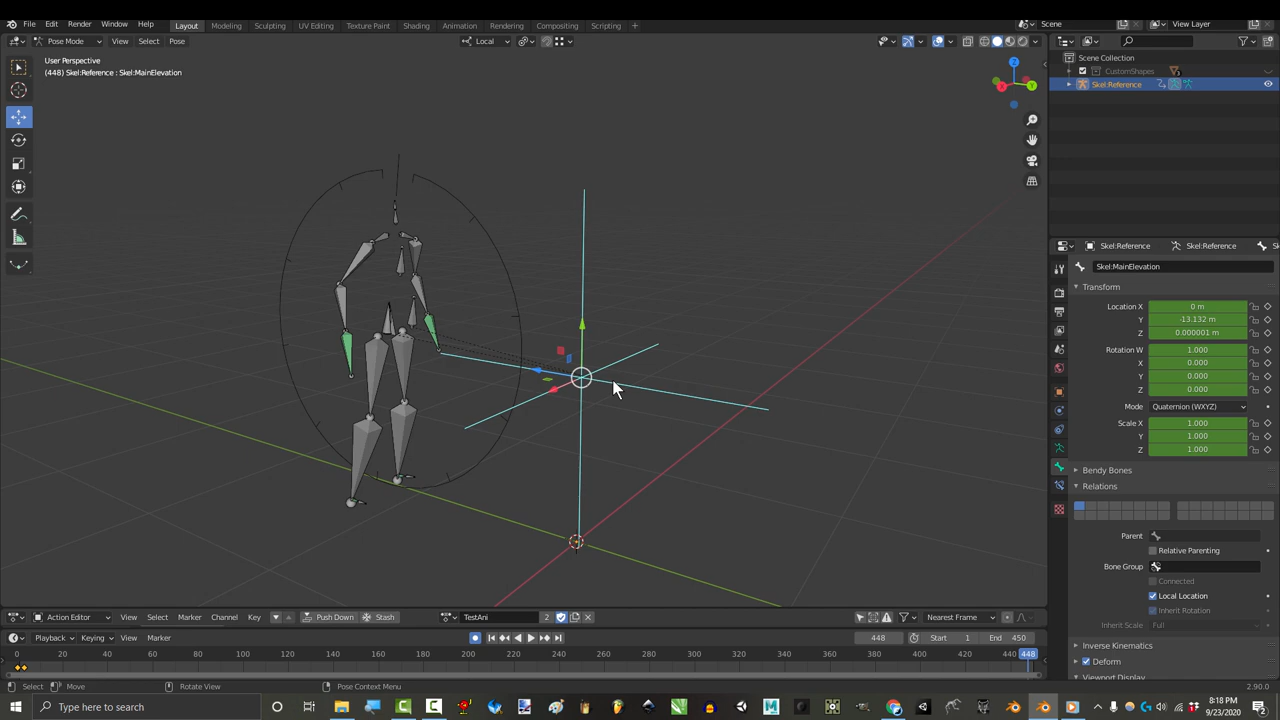 File Edit Render Window Help Layout Modeling Sculpting UV Editing Texture Paint Shading Animation Rendering Compositing Scripting + Scene View Layer
Pose Mode View Select Pose Local
User Perspective
(448) Skel:Reference : Skel:MainElevation
Z
X
Y
Scene Collection
CustomShapes
Skel:Reference
Skel:Reference Skel:Reference
Skel:MainElevation
Transform
Location X 0 m
Y -13.132 m
Z 0.000001 m
Rotation W 1.000
X 0.000
Y 0.000
Z 0.000
Mode Quaternion (WXYZ)
Scale X 1.000
Y 1.000
Z 1.000
Bendy Bones
Relations
Parent
Relative Parenting
Bone Group
Connected
Local Location
Inherit Rotation
Inherit Scale Full
Inverse Kinematics
Deform
Viewport Display
Action Editor View Select Marker Channel Key Push Down Stash TestAni 2 Nearest Frame
Playback Keying View Marker 448 Start 1 End 450
0 20 40 60 80 100 120 140 160 180 200 220 240 260 280 300 320 340 360 380 400 420 440 448
Select Move Rotate View Pose Context Menu 2.90.0
Type here to search
8:18 PM
9/23/2020